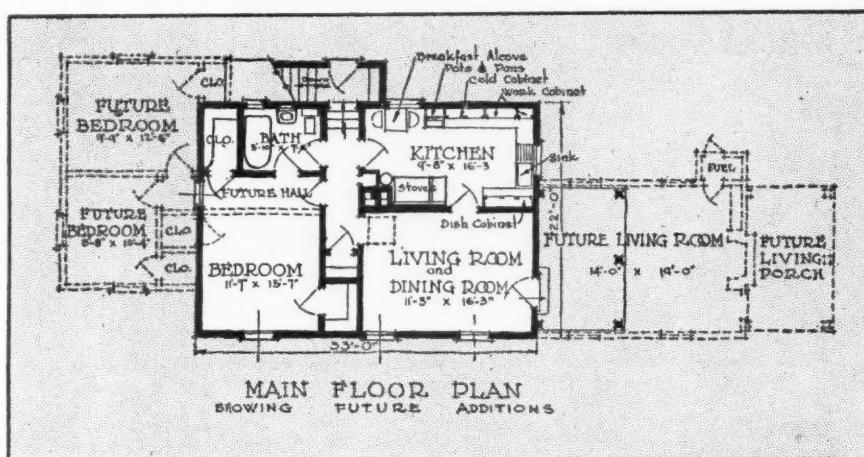 Breakfast Alcove
Pots & Pans
Cold Cabinet
Work Cabinet
CLO.
Down
FUTURE
BEDROOM
CLO.
BATH
KITCHEN
9'-8" x 16'-3
Sink
FUEL
FUTURE HALL
Stove
22'-0"
FUTURE
BEDROOM
CLO.
Dish Cabinet
FUTURE LIVING ROOM
14'-0" x 19'-0"
FUTURE
LIVING
PORCH
CLO.
BEDROOM
11'-7" x 15'-7"
LIVING ROOM
and
DINING ROOM
11'-3" x 16'-3"
33'-0"
MAIN FLOOR PLAN
SHOWING FUTURE ADDITIONS